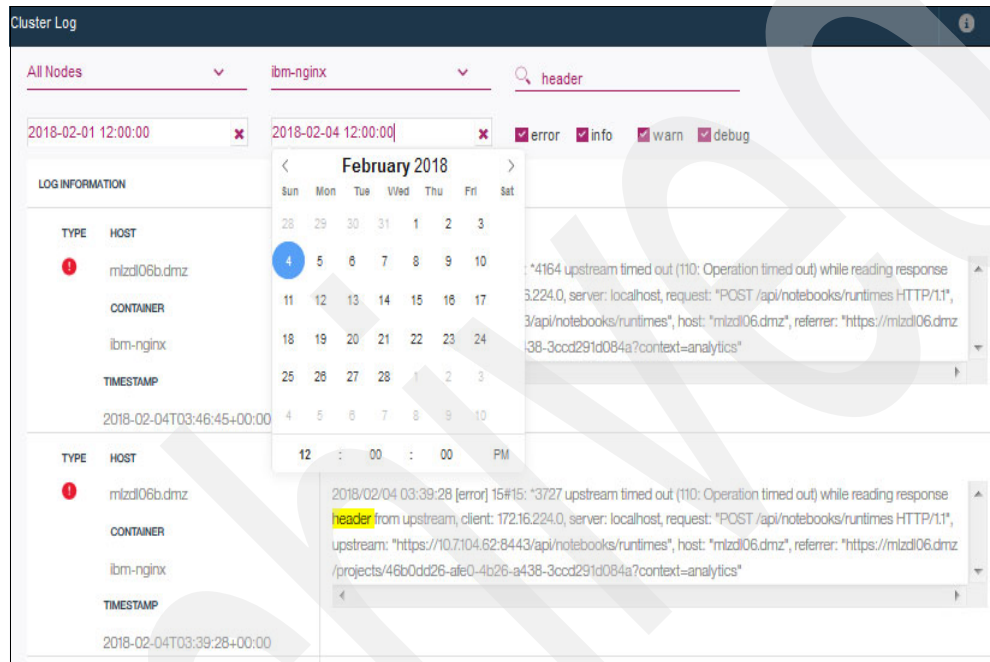 Cluster Log
All Nodes
ibm-nginx
header
2018-02-01 12:00:00
2018-02-04 12:00:00
error info warn debug
LOG INFORMATION
February 2018
Sun Mon Tue Wed Thu Fri Sat
28 29 30 31 1 2 3
4 5 6 7 8 9 10
11 12 13 14 15 16 17
18 19 20 21 22 23 24
25 26 27 28 1 2 3
4 5 6 7 8 9 10
12 : 00 : 00 PM
TYPE HOST
mlzdl06b.dmz
CONTAINER
ibm-nginx
TIMESTAMP
2018-02-04T03:46:45+00:00
: *4164 upstream timed out (110: Operation timed out) while reading response
6.224.0, server: localhost, request: "POST /api/notebooks/runtimes HTTP/1.1",
3/api/notebooks/runtimes", host: "mlzdl06.dmz", referrer: "https://mlzdl06.dmz
438-3ccd291d084a?context=analytics"
TYPE HOST
mlzdl06b.dmz
CONTAINER
ibm-nginx
TIMESTAMP
2018-02-04T03:39:28+00:00
2018/02/04 03:39:28 [error] 15#15: *3727 upstream timed out (110: Operation timed out) while reading response
header from upstream, client: 172.16.224.0, server: localhost, request: "POST /api/notebooks/runtimes HTTP/1.1",
upstream: "https://10.7.104.62:8443/api/notebooks/runtimes", host: "mlzdl06.dmz", referrer: "https://mlzdl06.dmz
/projects/46b0dd26-afe0-4b26-a438-3ccd291d084a?context=analytics"